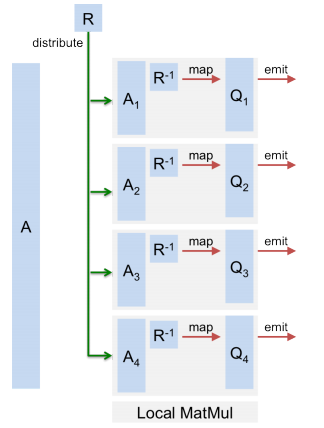 R
distribute
A
A1
R-1
map
Q1
emit
A2
R-1
map
Q2
emit
A3
R-1
map
Q3
emit
A4
R-1
map
Q4
emit
Local MatMul